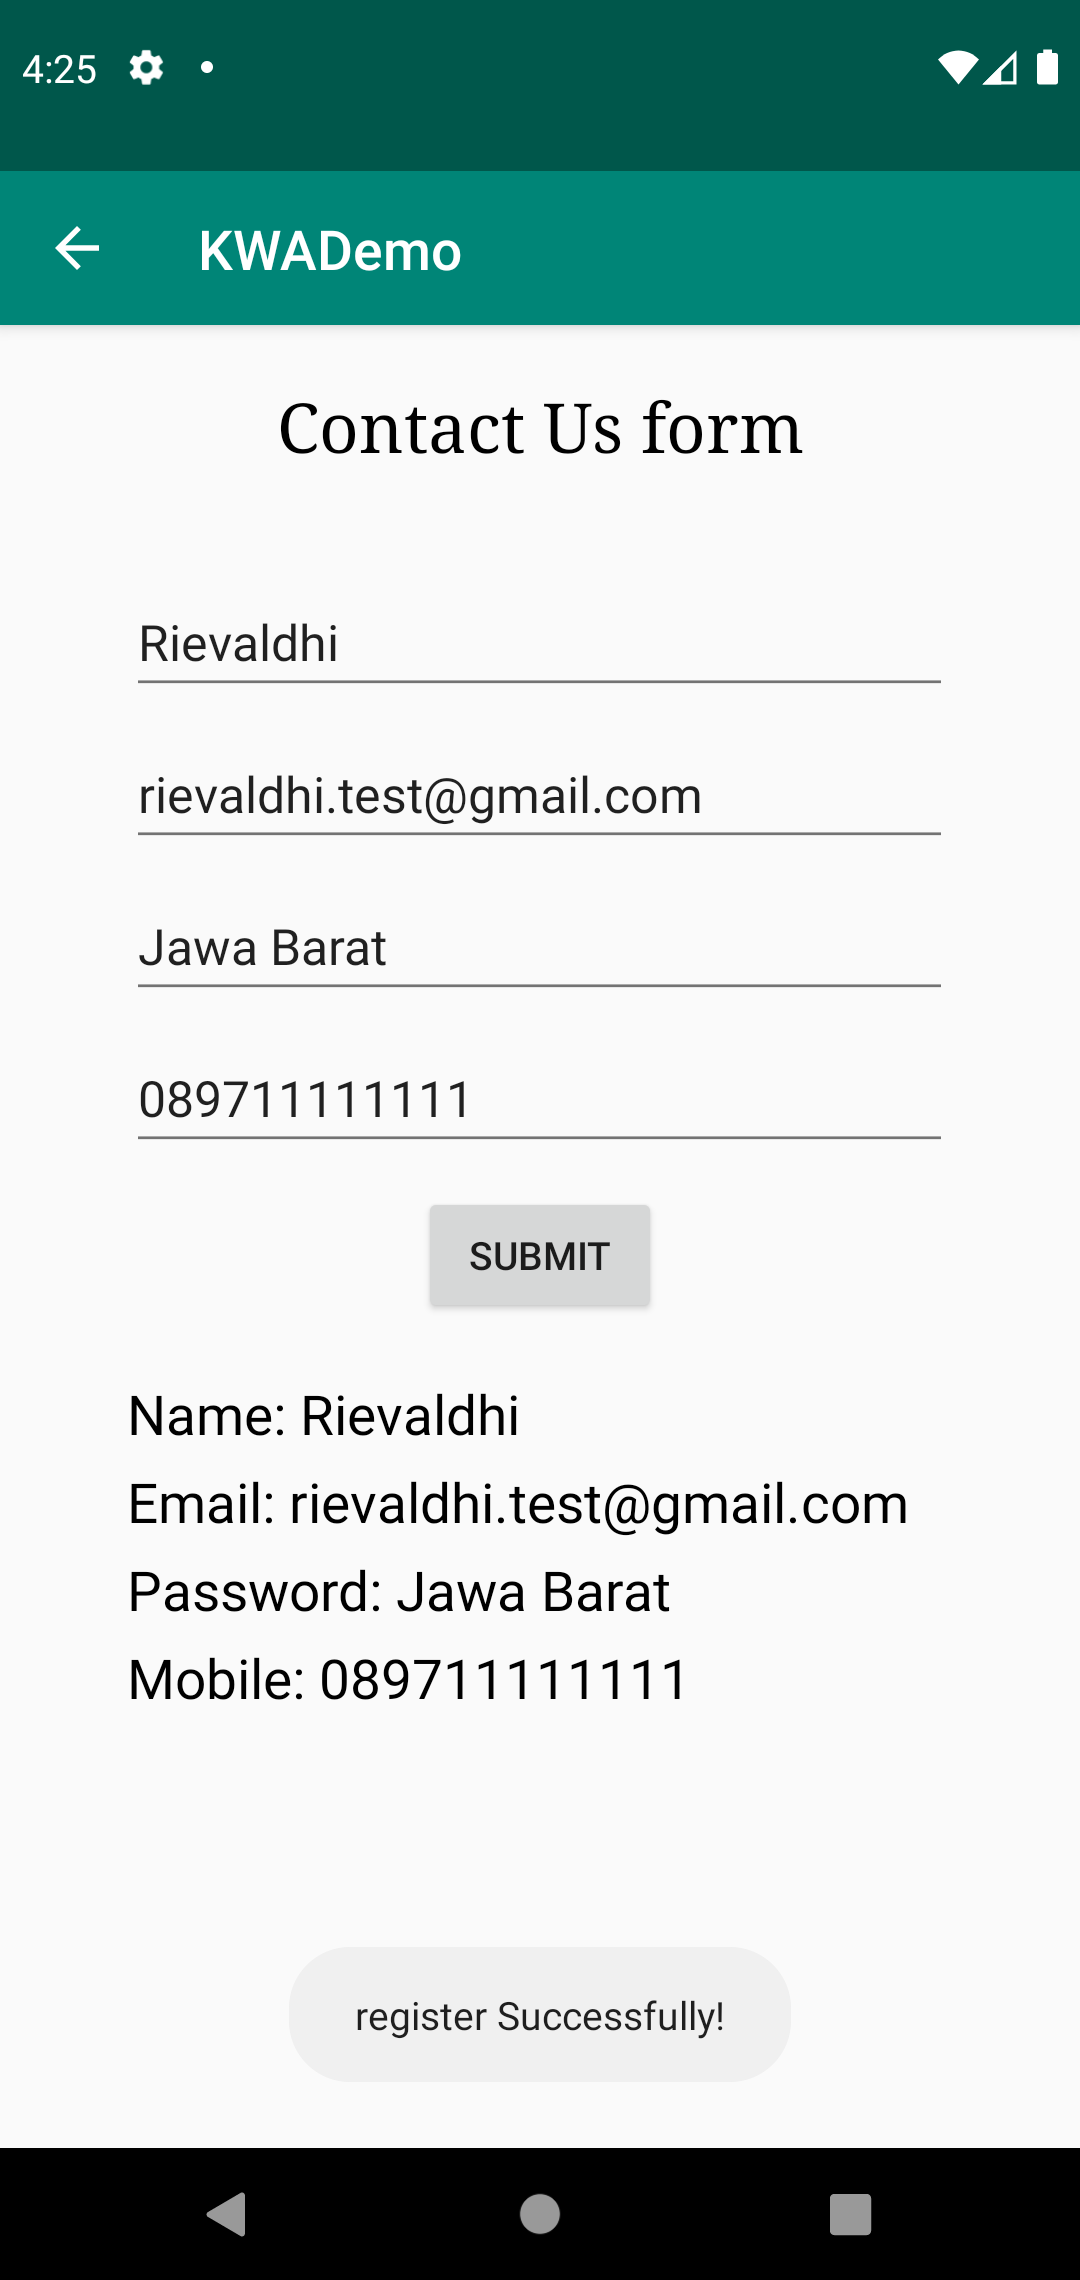 4:25
KWADemo
Contact Us form
Rievaldhi
rievaldhi.test@gmail.com
Jawa Barat
089711111111
SUBMIT
Name: Rievaldhi
Email: rievaldhi.test@gmail.com
Password: Jawa Barat
Mobile: 089711111111
register Successfully!